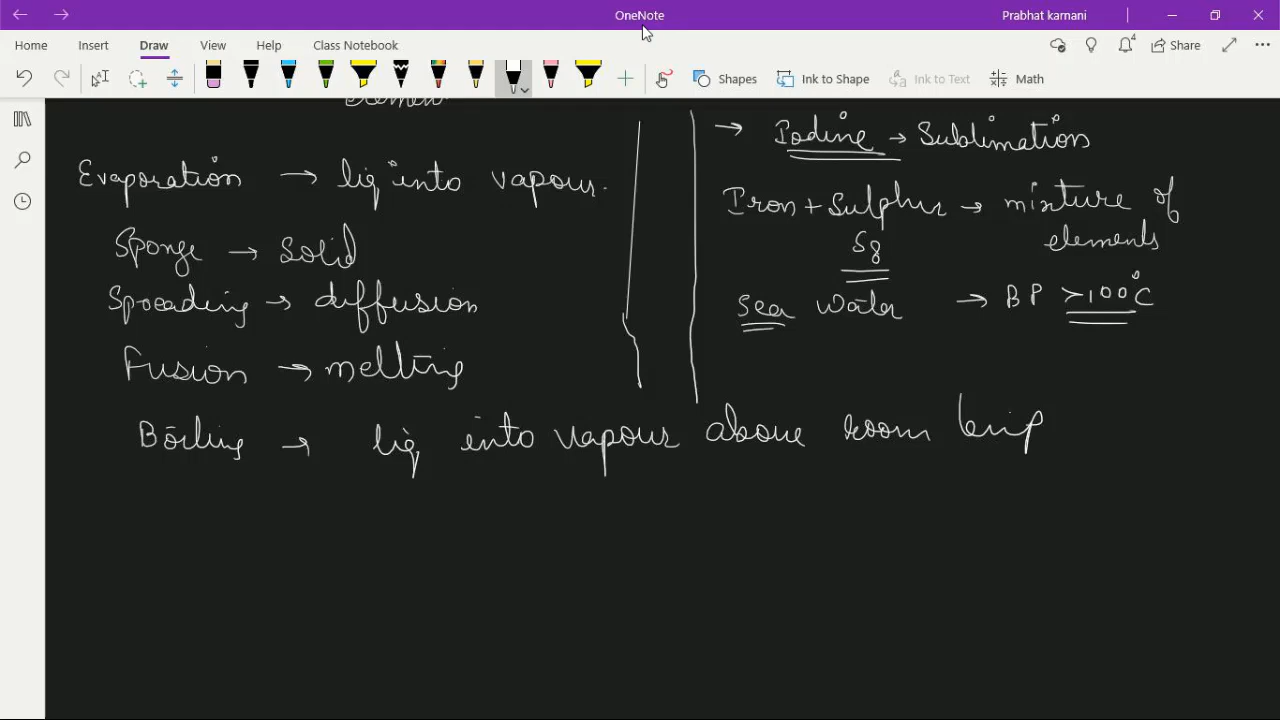 OneNote
Prabhat karnani
Home Insert Draw View Help Class Notebook
4 Share
Shapes Ink to Shape Ink to Text Math
Element
Evaporation → liq into vapour.
Sponge → Solid
Spreading → diffusion
Fusion → melting
→ Iodine → Sublimation
Iron + Sulphur → mixture of
elements
S8
Sea Water → BP >100°C
Boiling → liq into vapour above room temp